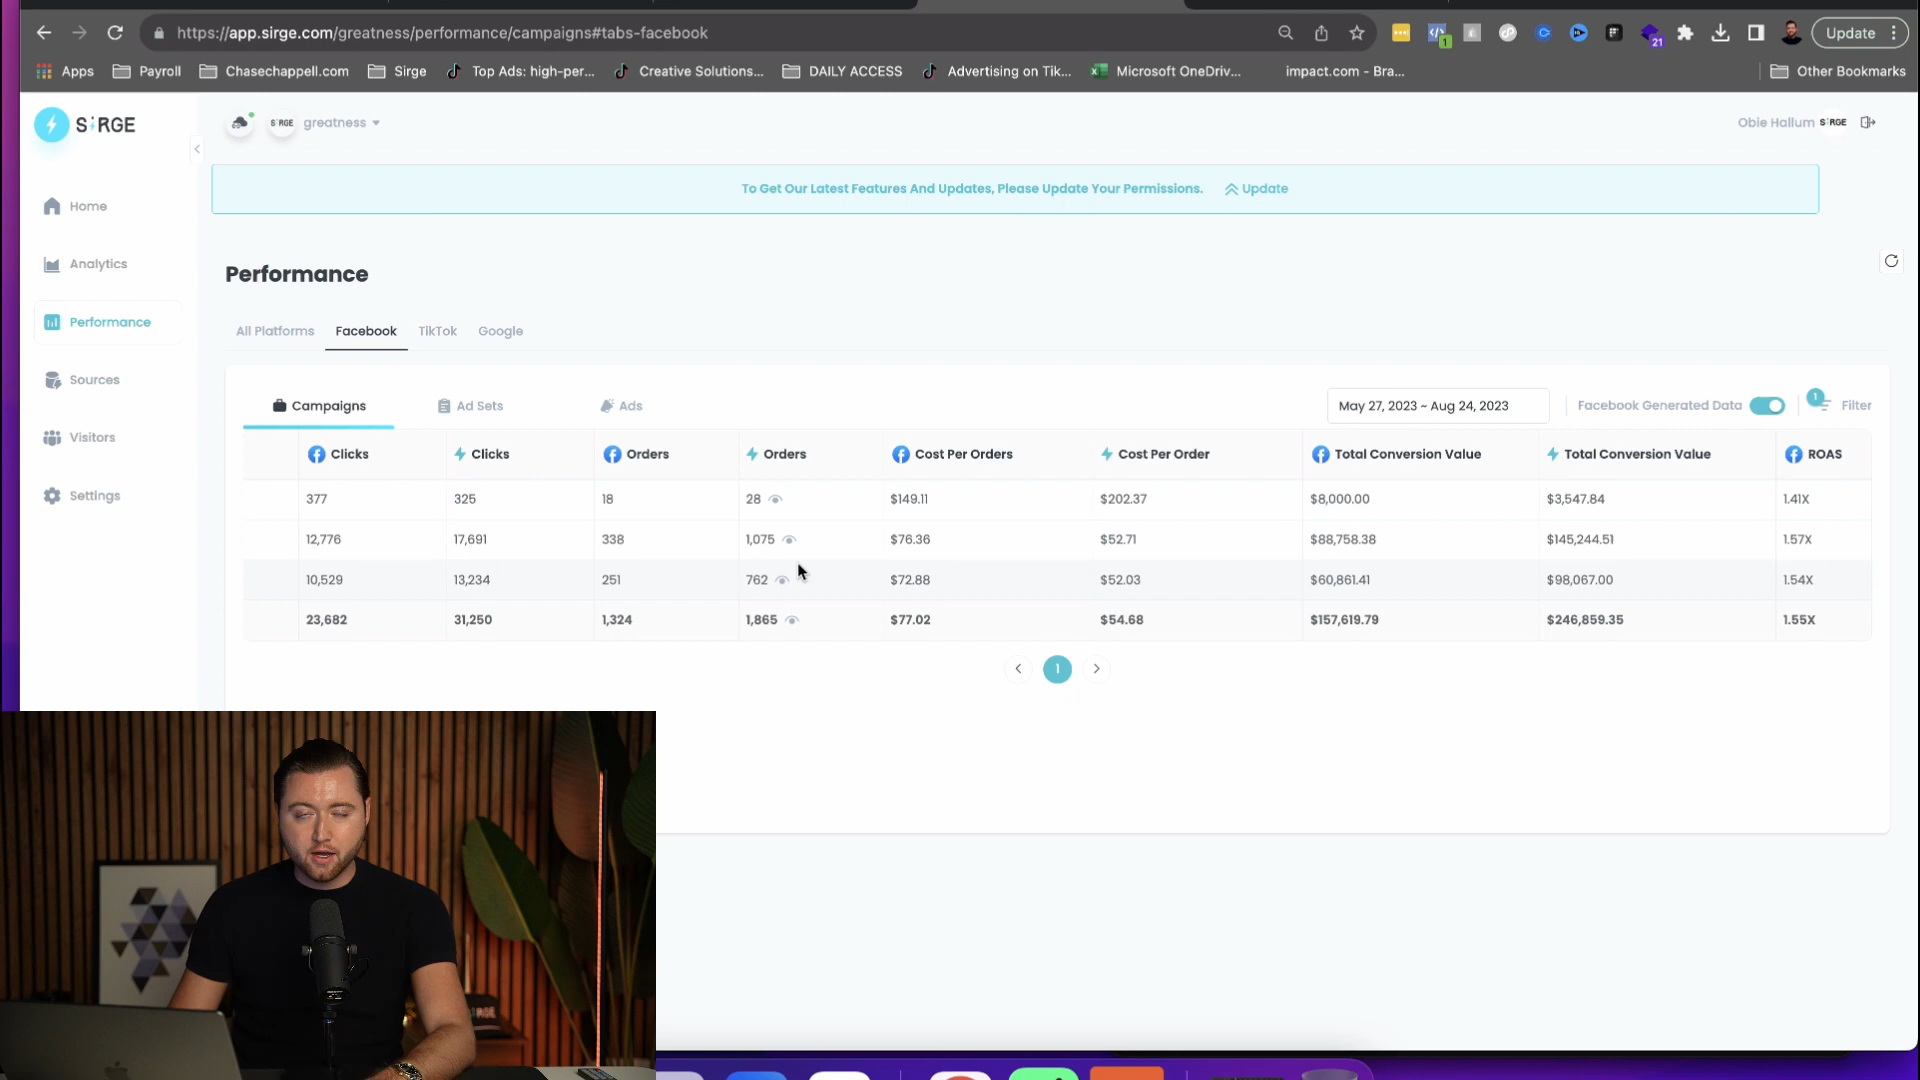 https://app.sirge.com/greatness/performance/campaigns#tabs-facebook
21
1
Update
Apps
Payroll
Chasechappell.com
Sirge
Top Ads: high-per...
Creative Solutions...
DAILY ACCESS
Advertising on Tik...
Microsoft OneDriv...
impact.com - Bra...
Other Bookmarks
SiRGE
SiRGE greatness
Obie Hallum SiRGE
To Get Our Latest Features And Updates, Please Update Your Permissions. Update
Home
Analytics
Performance
Sources
Visitors
Settings
Performance
All Platforms Facebook TikTok Google
Campaigns Ad Sets Ads
May 27, 2023 ~ Aug 24, 2023
Facebook Generated Data
1
Filter
Clicks Clicks Orders Orders Cost Per Orders Cost Per Order Total Conversion Value Total Conversion Value ROAS
377 325 18 28 $149.11 $202.37 $8,000.00 $3,547.84 1.41X
12,776 17,691 338 1,075 $76.36 $52.71 $88,758.38 $145,244.51 1.57X
10,529 13,234 251 762 $72.88 $52.03 $60,861.41 $98,067.00 1.54X
23,682 31,250 1,324 1,865 $77.02 $54.68 $157,619.79 $246,859.35 1.55X
1